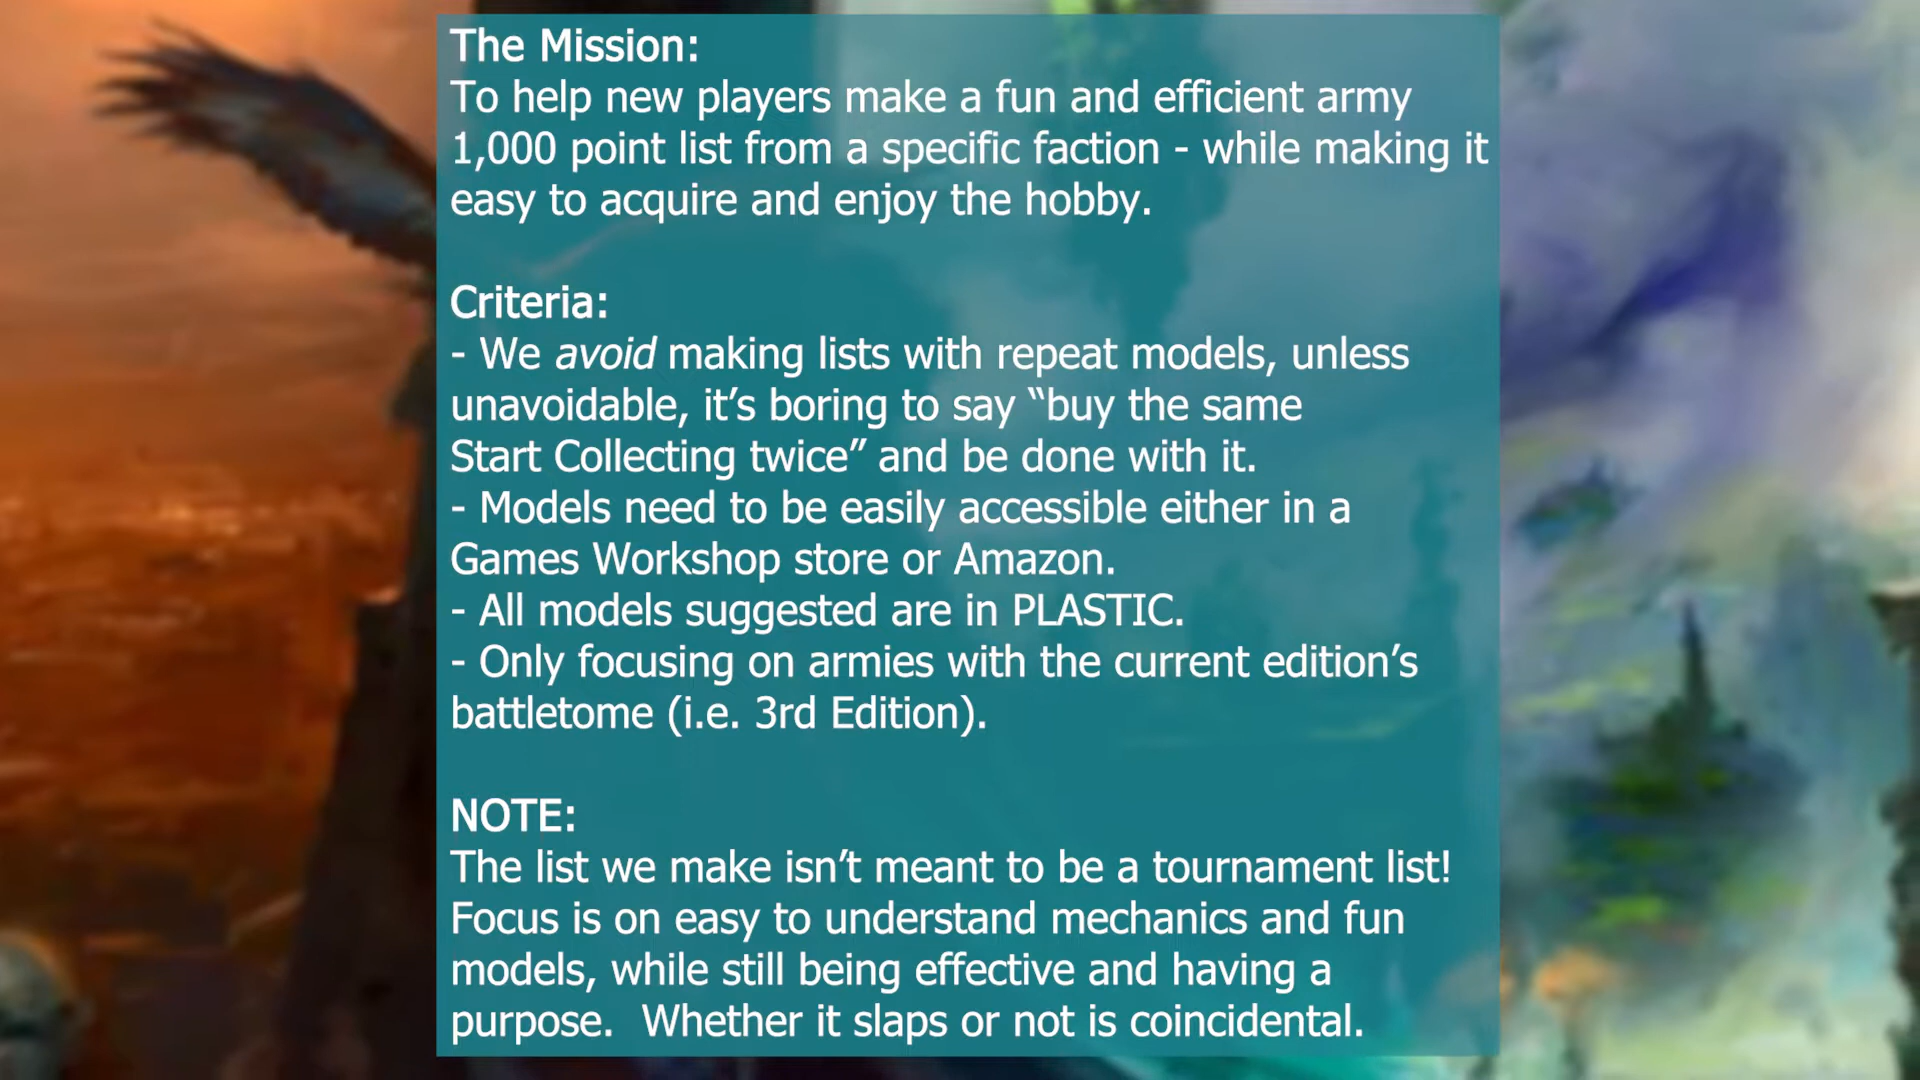 The Mission:
To help new players make a fun and efficient army
1,000 point list from a specific faction - while making it
easy to acquire and enjoy the hobby.
Criteria:
- We avoid making lists with repeat models, unless
unavoidable, it’s boring to say “buy the same
Start Collecting twice” and be done with it.
- Models need to be easily accessible either in a
Games Workshop store or Amazon.
- All models suggested are in PLASTIC.
- Only focusing on armies with the current edition’s
battletome (i.e. 3rd Edition).
NOTE:
The list we make isn’t meant to be a tournament list!
Focus is on easy to understand mechanics and fun
models, while still being effective and having a
purpose.  Whether it slaps or not is coincidental.